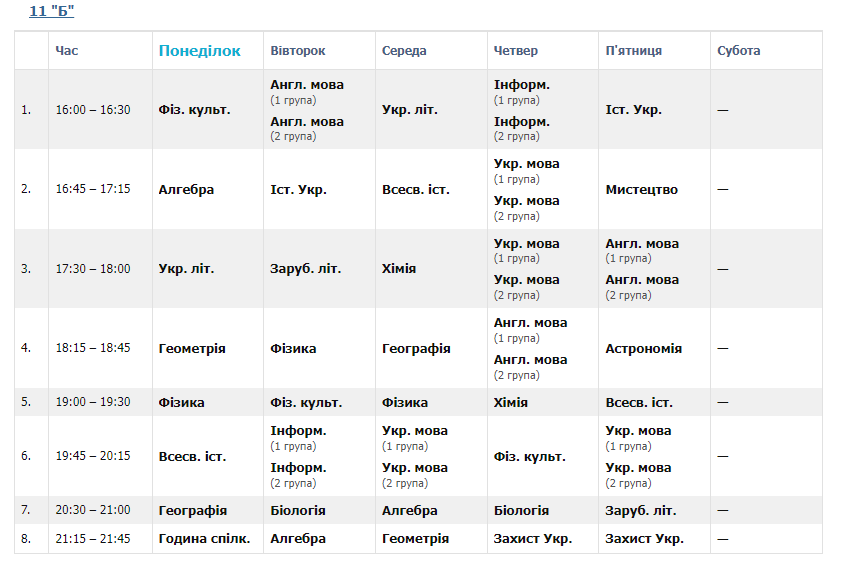 11 "Б"
Час Понеділок Вівторок Середа Четвер П'ятниця Субота
1. 16:00 – 16:30 Фіз. культ. Англ. мова (1 група) Англ. мова (2 група) Укр. літ. Інформ. (1 група) Інформ. (2 група) Іст. Укр. —
2. 16:45 – 17:15 Алгебра Іст. Укр. Всесв. іст. Укр. мова (1 група) Укр. мова (2 група) Мистецтво —
3. 17:30 – 18:00 Укр. літ. Заруб. літ. Хімія Укр. мова (1 група) Укр. мова (2 група) Англ. мова (1 група) Англ. мова (2 група) —
4. 18:15 – 18:45 Геометрія Фізика Географія Англ. мова (1 група) Англ. мова (2 група) Астрономія —
5. 19:00 – 19:30 Фізика Фіз. культ. Фізика Хімія Всесв. іст. —
6. 19:45 – 20:15 Всесв. іст. Інформ. (1 група) Інформ. (2 група) Укр. мова (1 група) Укр. мова (2 група) Фіз. культ. Укр. мова (1 група) Укр. мова (2 група) —
7. 20:30 – 21:00 Географія Біологія Алгебра Біологія Заруб. літ. —
8. 21:15 – 21:45 Година спілк. Алгебра Геометрія Захист Укр. Захист Укр. —